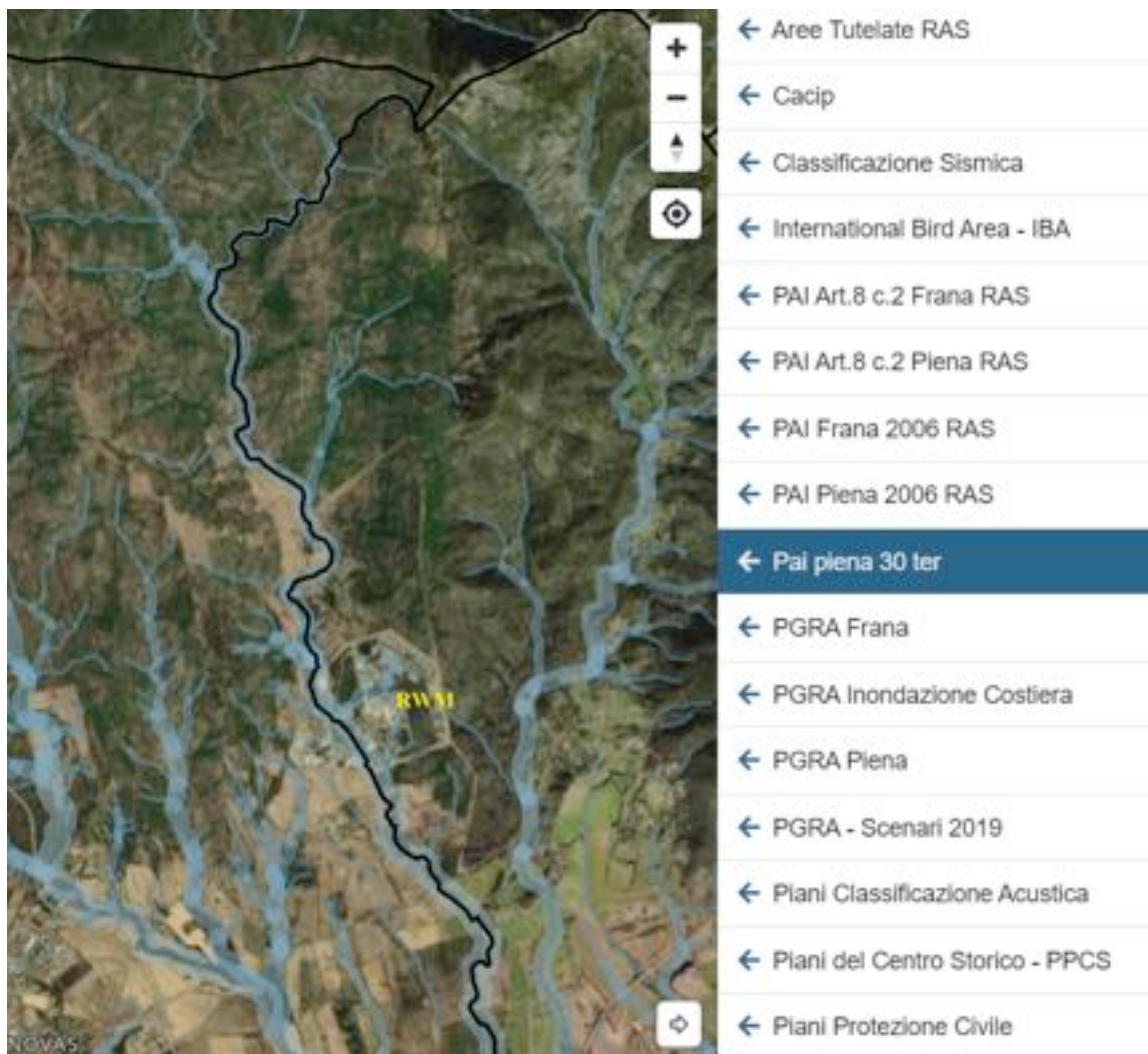 Aree Tutelate RAS
Cacip
Classificazione Sismica
International Bird Area - IBA
PAI Art.8 c.2 Frana RAS
PAI Art.8 c.2 Piena RAS
PAI Frana 2006 RAS
PAI Piena 2006 RAS
Pai piena 30 ter
PGRA Frana
PGRA Inondazione Costiera
PGRA Piena
PGRA - Scenari 2019
Piani Classificazione Acustica
Piani del Centro Storico - PPCS
Piani Protezione Civile
RWM
NOVAS